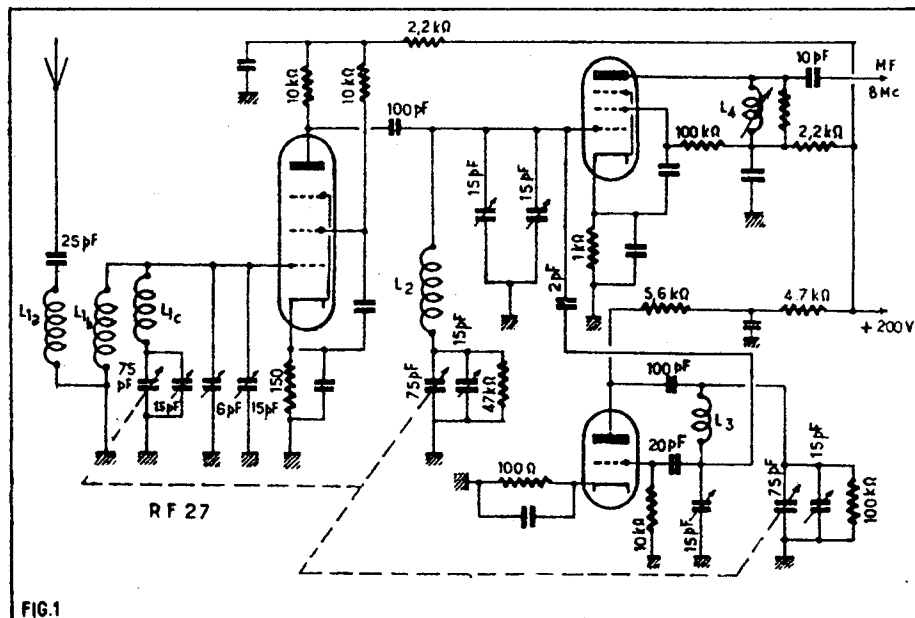 2,2kΩ
10kΩ
10kΩ
100pF
10pF
MF
8Mc
L4
100kΩ
2,2kΩ
15pF
15pF
25pF
1kΩ
2pF
L2
L1a
L1b
L1c
5,6kΩ
4.7kΩ
+200V
15pF
100pF
75
pF
15pF
6pF
15pF
150
75pF
47kΩ
L3
20pF
15pF
100Ω
75pF
100kΩ
RF 27
10kΩ
15pF
FIG.1